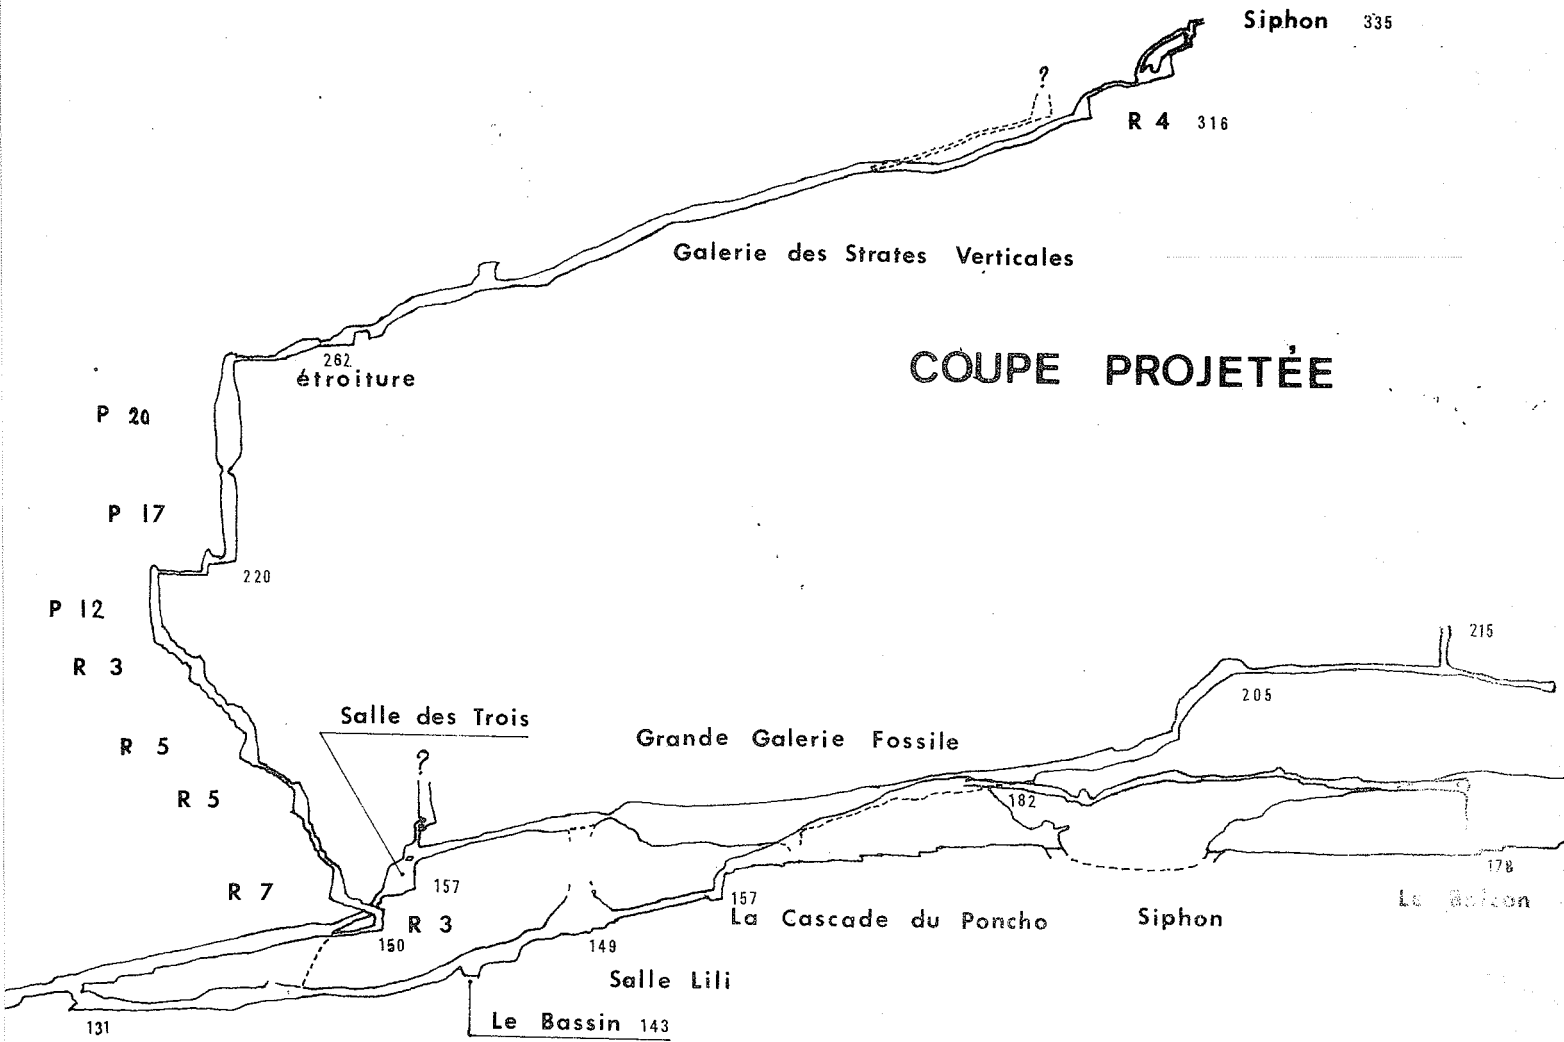 Siphon 335
?
R 4 316
Galerie des Strates Verticales
COUPE PROJETÉE
262
étroiture
P 20
P 17
220
P 12
R 3
215
205
Salle des Trois
Grande Galerie Fossile
R 5
?
R 5
182
178
R 7
157
157
La Cascade du Poncho
Siphon
R 3
150
149
Salle Lili
131
Le Bassin 143